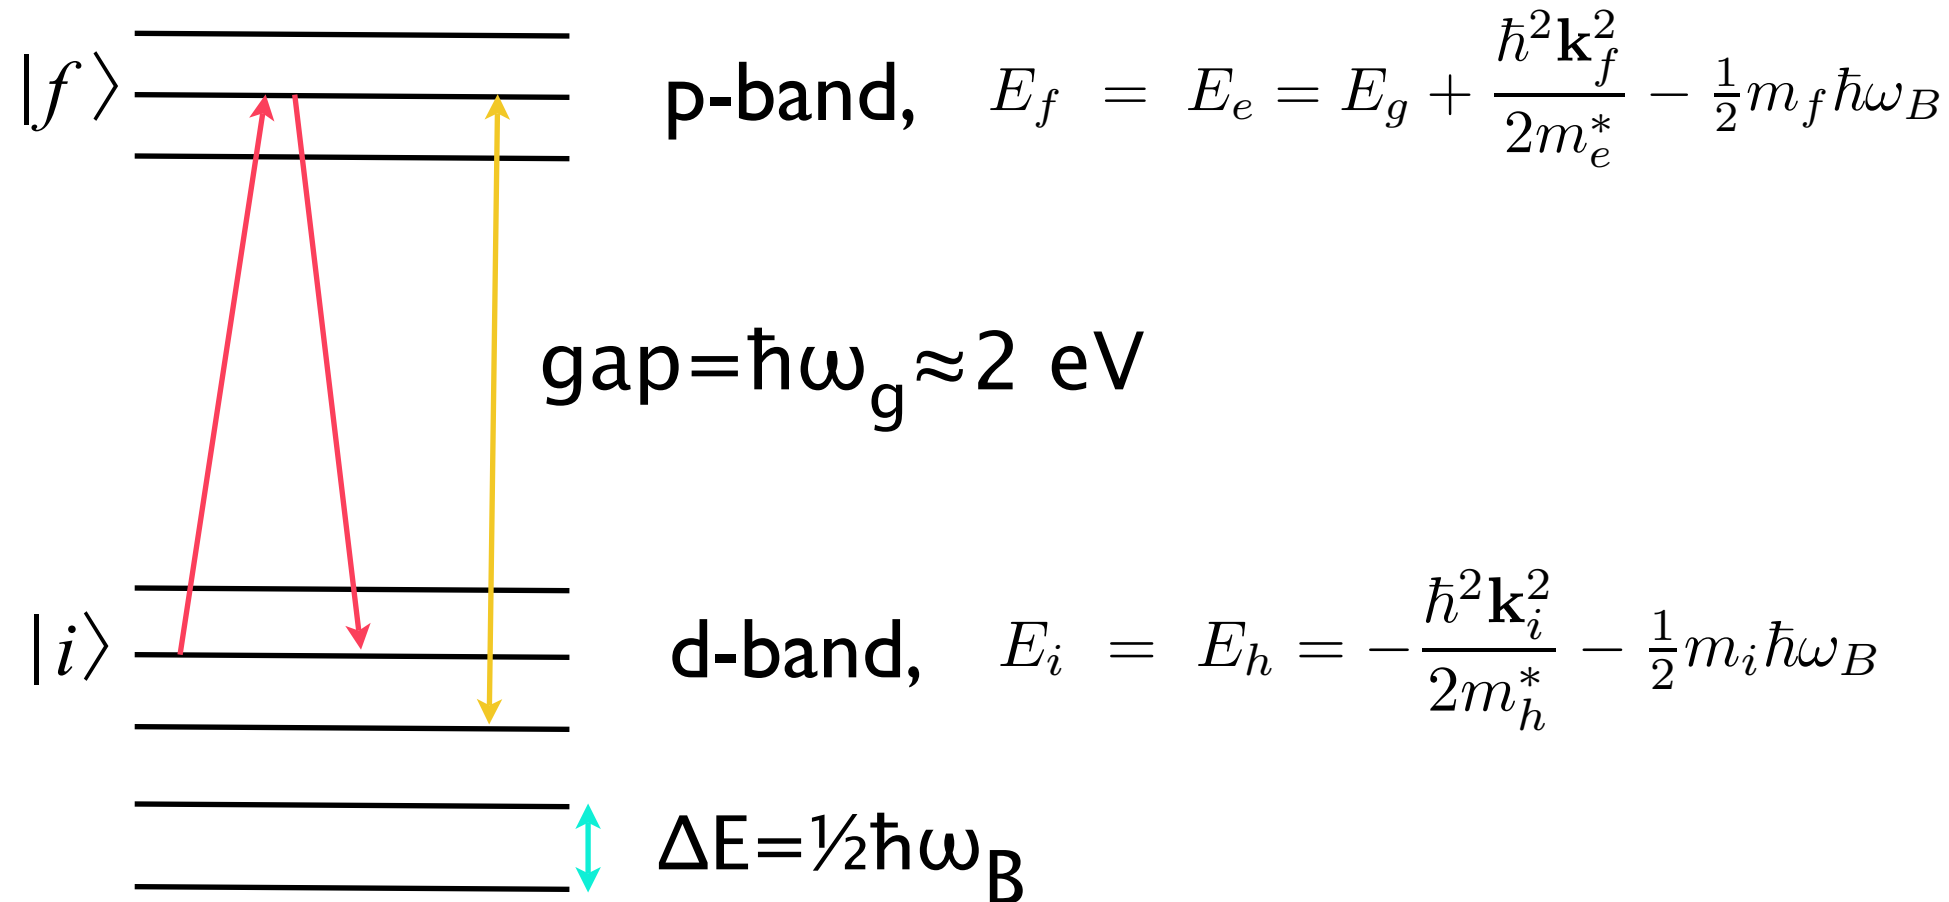 |f⟩ p-band, E_f = E_e = E_g + ħ²𝐤_f²/2m_e* − ½m_fħω_B
gap=ħω_g≈2 eV
|i⟩ d-band, E_i = E_h = −ħ²𝐤_i²/2m_h* − ½m_iħω_B
ΔE=½ħω_B